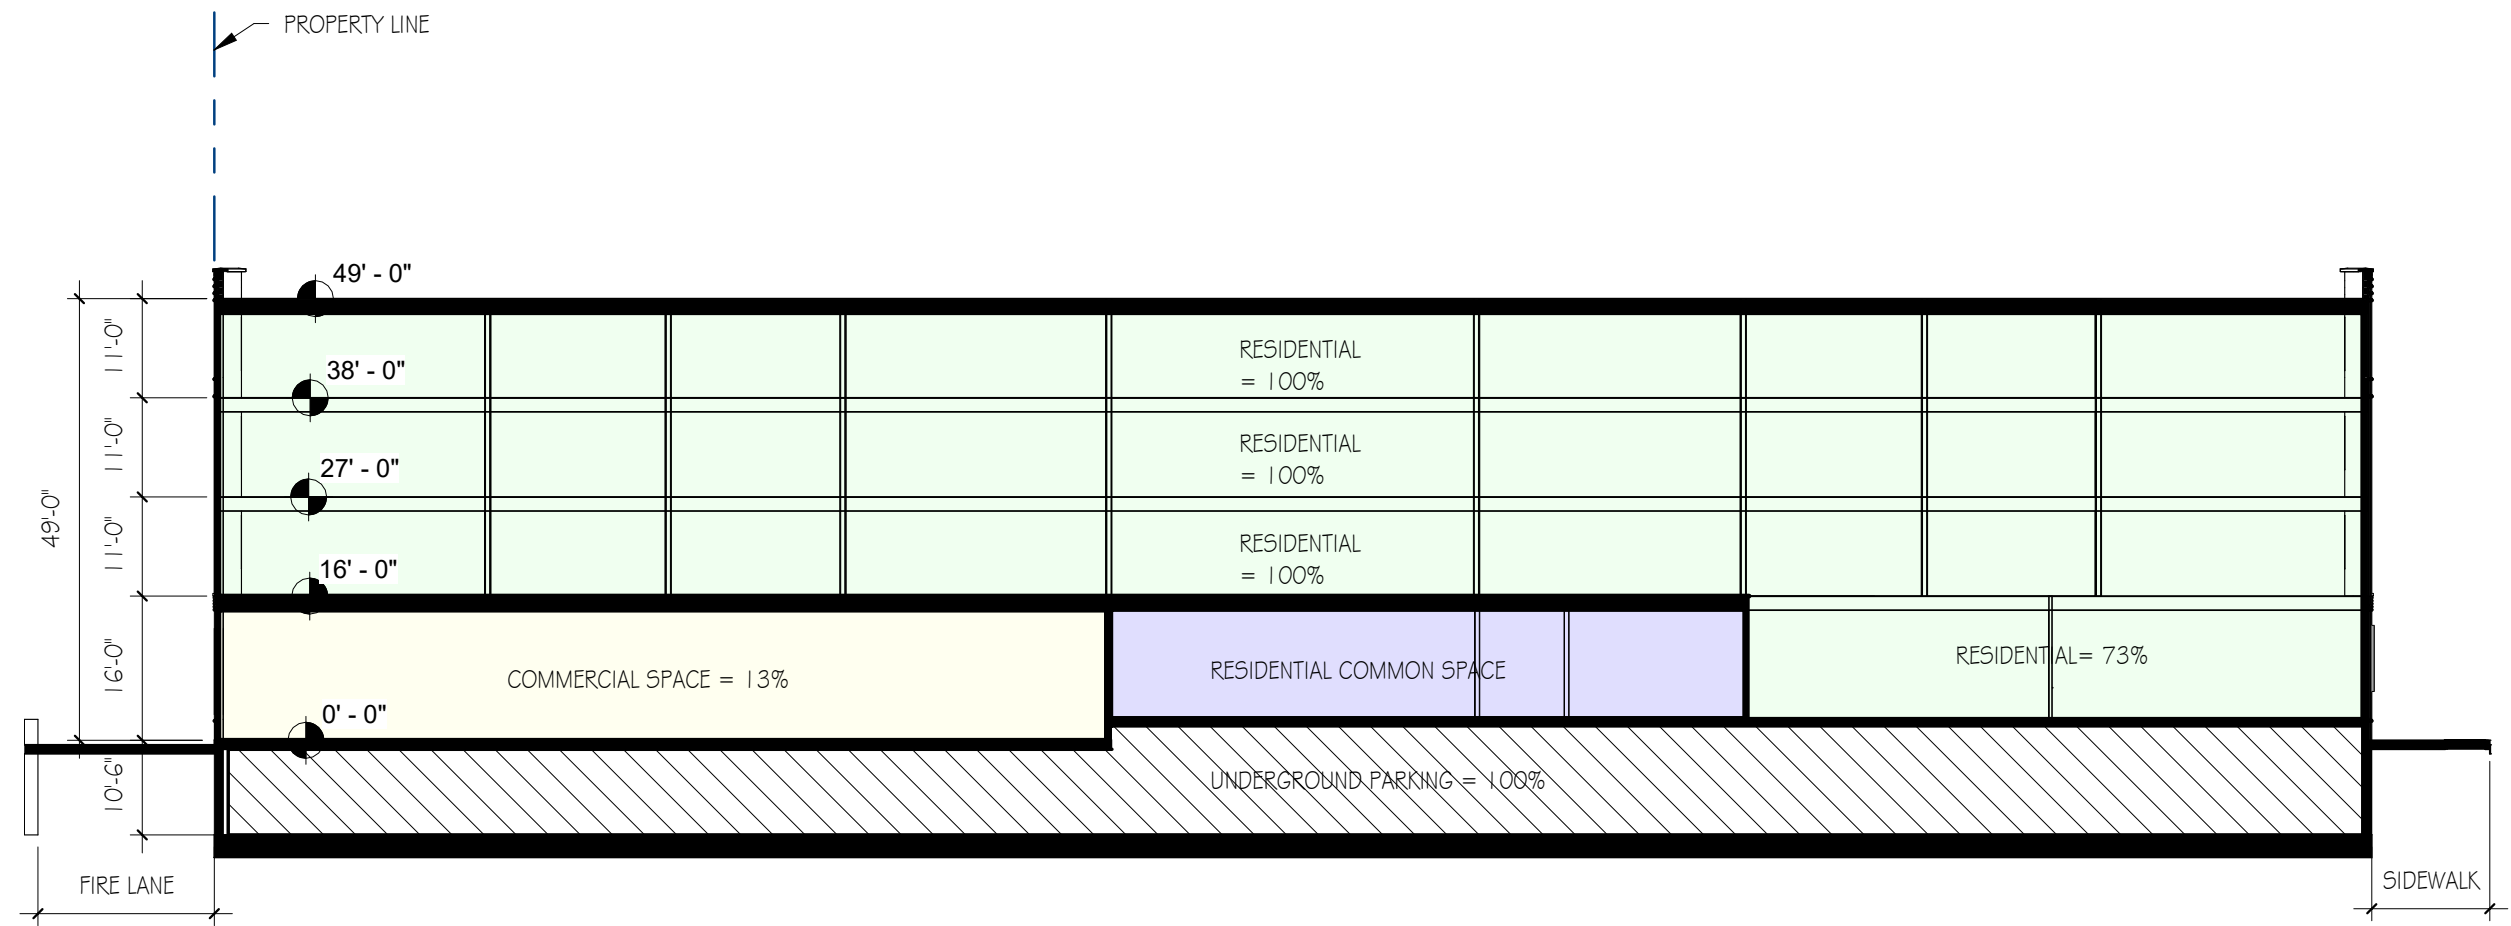 PROPERTY LINE
49' - 0"
11'-0"
RESIDENTIAL
= 100%
38' - 0"
11'-0"
RESIDENTIAL
= 100%
27' - 0"
49'-0"
11'-0"
RESIDENTIAL
= 100%
16' - 0"
16'-0"
COMMERCIAL SPACE = 13%
RESIDENTIAL COMMON SPACE
RESIDENTIAL= 73%
0' - 0"
10'-6"
UNDERGROUND PARKING = 100%
FIRE LANE
SIDEWALK